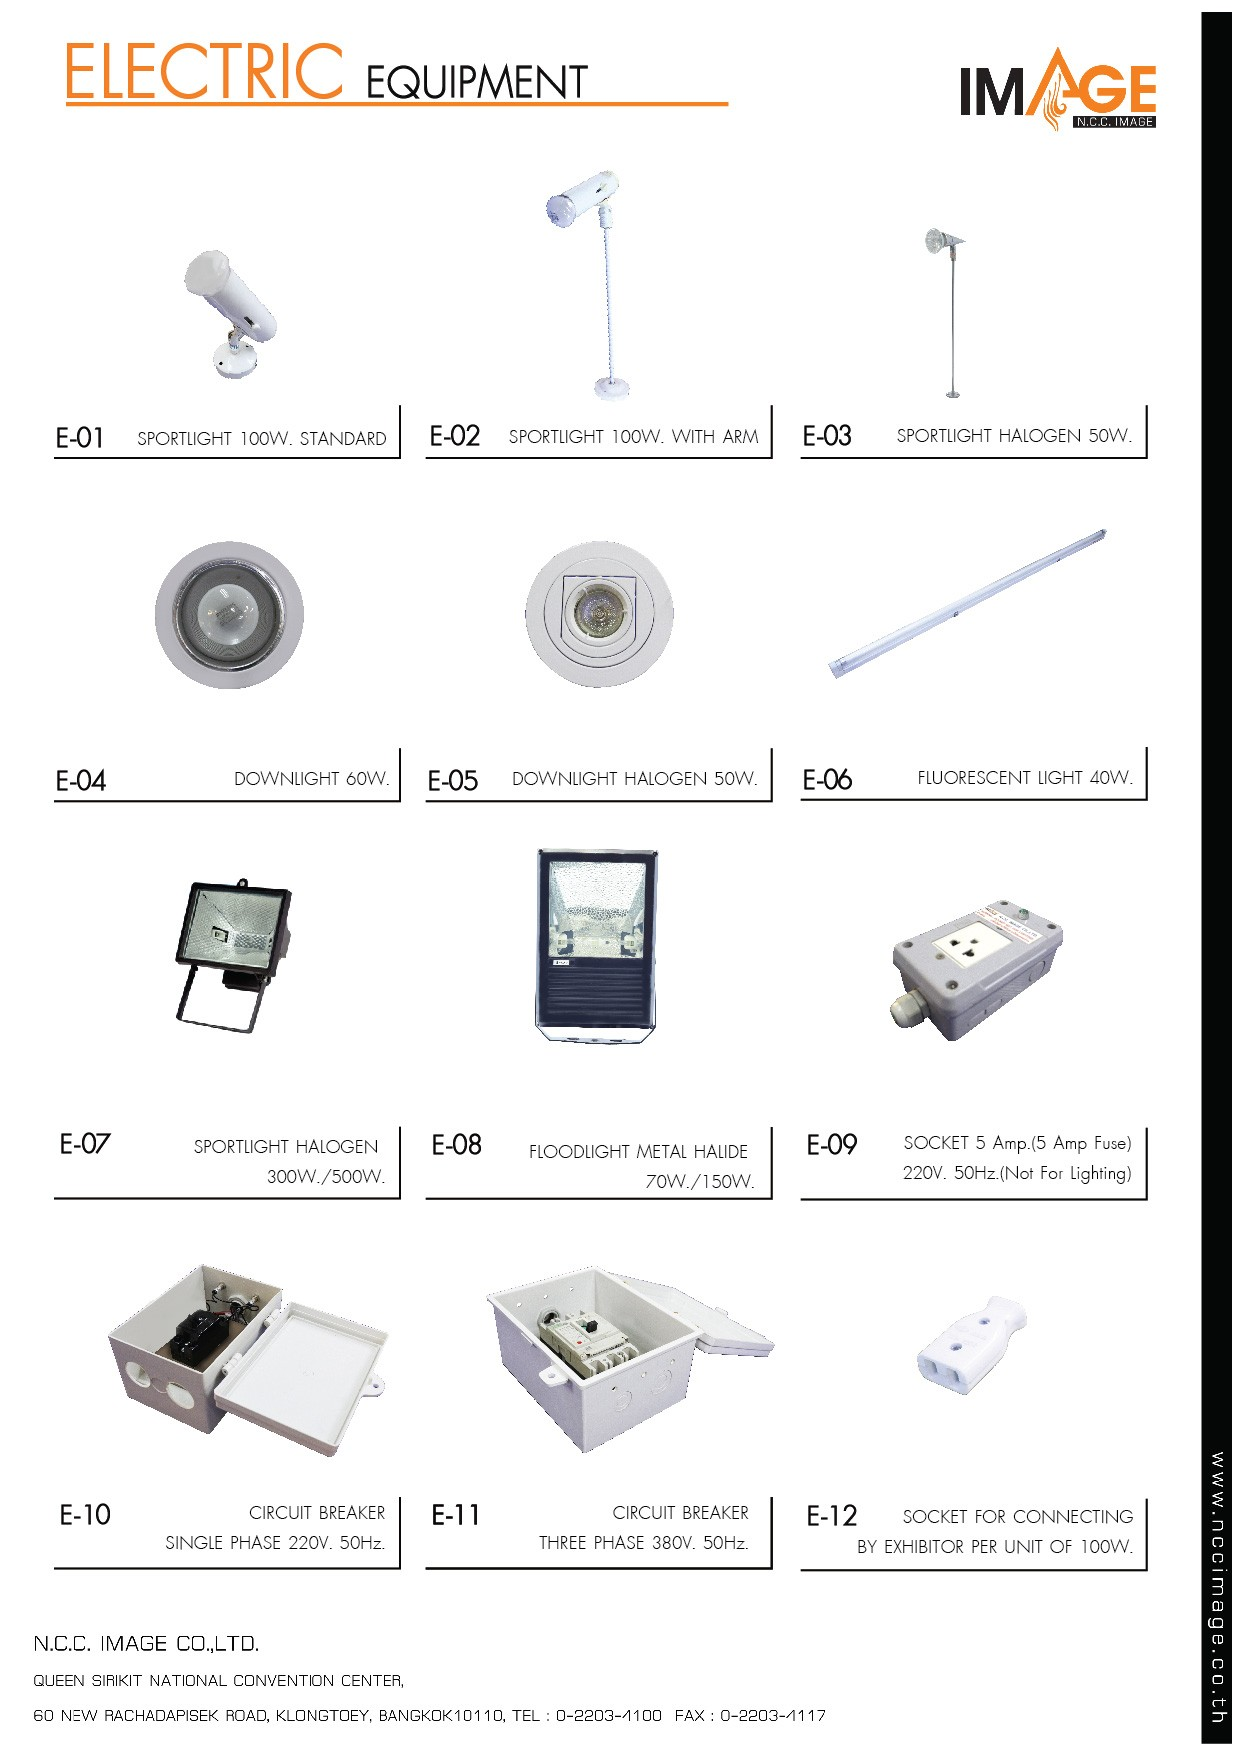 ELECTRIC EQUIPMENT
IMAGE
N.C.C. IMAGE
E-01 SPORTLIGHT 100W. STANDARD
E-02 SPORTLIGHT 100W. WITH ARM
E-03 SPORTLIGHT HALOGEN 50W.
E-04 DOWNLIGHT 60W.
E-05 DOWNLIGHT HALOGEN 50W.
E-06 FLUORESCENT LIGHT 40W.
E-07 SPORTLIGHT HALOGEN
300W./500W.
E-08 FLOODLIGHT METAL HALIDE
70W./150W.
E-09 SOCKET 5 Amp.(5 Amp Fuse)
220V. 50Hz.(Not For Lighting)
E-10 CIRCUIT BREAKER
SINGLE PHASE 220V. 50Hz.
E-11 CIRCUIT BREAKER
THREE PHASE 380V. 50Hz.
E-12 SOCKET FOR CONNECTING
BY EXHIBITOR PER UNIT OF 100W.
N.C.C. IMAGE CO.,LTD.
QUEEN SIRIKIT NATIONAL CONVENTION CENTER,
60 NEW RACHADAPISEK ROAD, KLONGTOEY, BANGKOK10110, TEL : 0-2203-4100 FAX : 0-2203-4117
www.nccimage.co.th